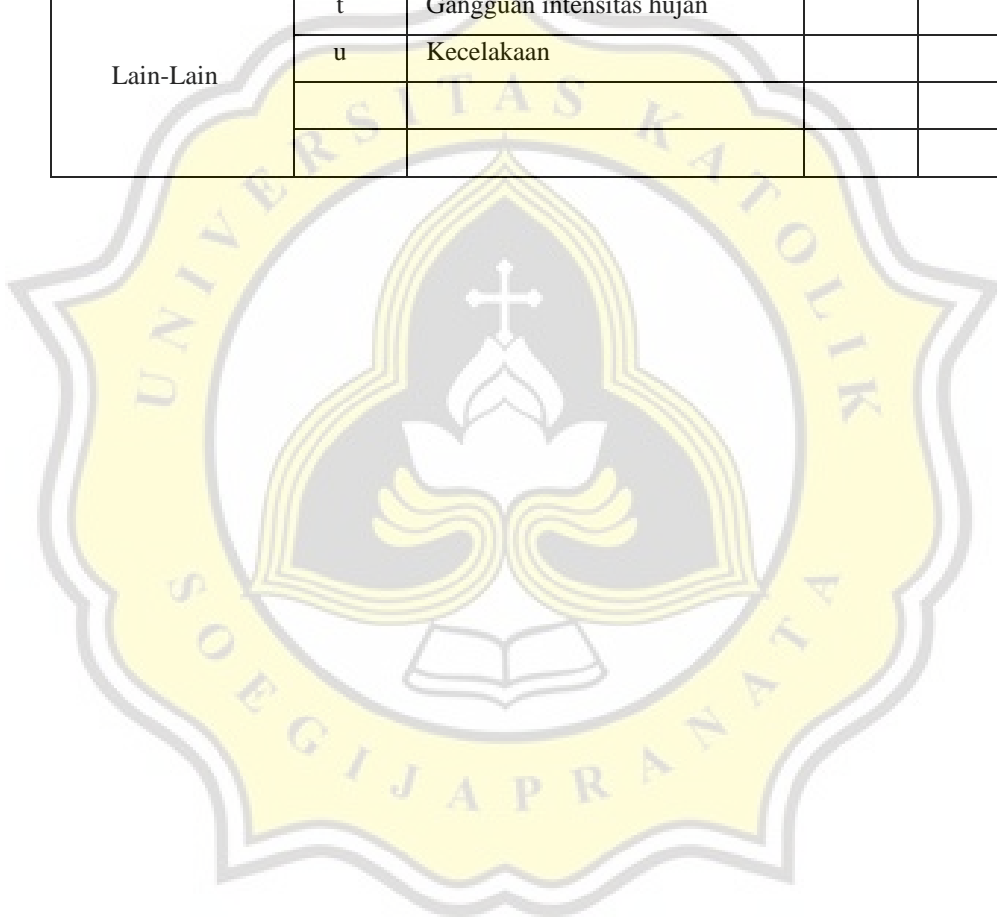 t Gangguan intensitas hujan
Lain-Lain u Kecelakaan
UNIVERSITAS KATOLIK
SOEGIJAPRANATA